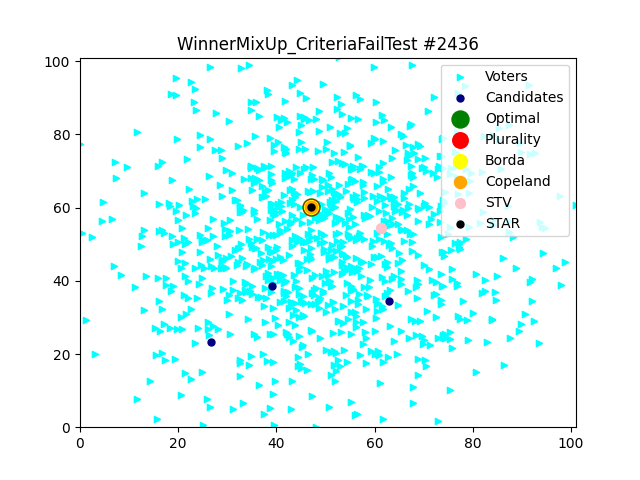 WinnerMixUp_CriteriaFailTest #2436
100
80
60
40
20
0
0
20
40
60
80
100
Voters
Candidates
Optimal
Plurality
Borda
Copeland
STV
STAR